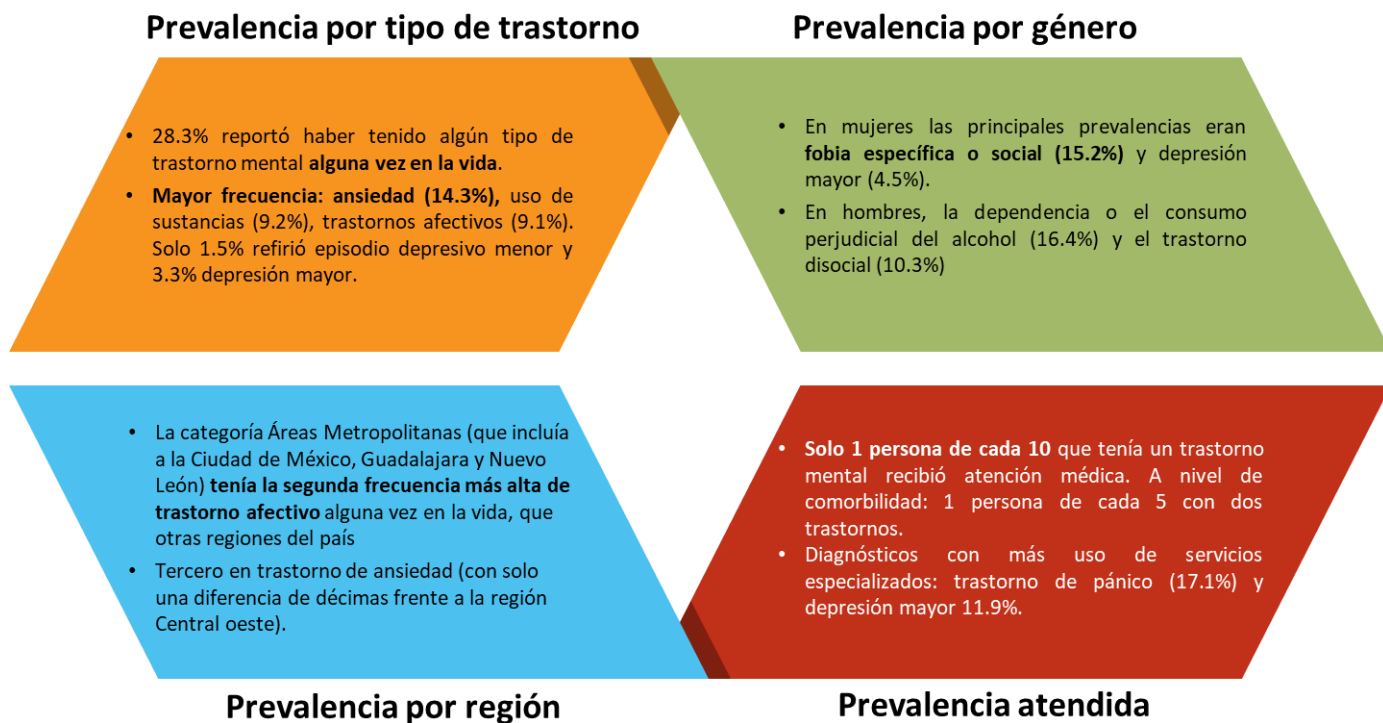 Prevalencia por tipo de trastorno
• 28.3% reportó haber tenido algún tipo de
trastorno mental alguna vez en la vida.
• Mayor frecuencia: ansiedad (14.3%), uso de
sustancias (9.2%), trastornos afectivos (9.1%).
Solo 1.5% refirió episodio depresivo menor y
3.3% depresión mayor.
Prevalencia por género
• En mujeres las principales prevalencias eran
fobia específica o social (15.2%) y depresión
mayor (4.5%).
• En hombres, la dependencia o el consumo
perjudicial del alcohol (16.4%) y el trastorno
disocial (10.3%)
• La categoría Áreas Metropolitanas (que incluía
a la Ciudad de México, Guadalajara y Nuevo
León) tenía la segunda frecuencia más alta de
trastorno afectivo alguna vez en la vida, que
otras regiones del país
• Tercero en trastorno de ansiedad (con solo
una diferencia de décimas frente a la región
Central oeste).
Prevalencia por región
• Solo 1 persona de cada 10 que tenía un trastorno
mental recibió atención médica. A nivel de
comorbilidad: 1 persona de cada 5 con dos
trastornos.
• Diagnósticos con más uso de servicios
especializados: trastorno de pánico (17.1%) y
depresión mayor 11.9%.
Prevalencia atendida